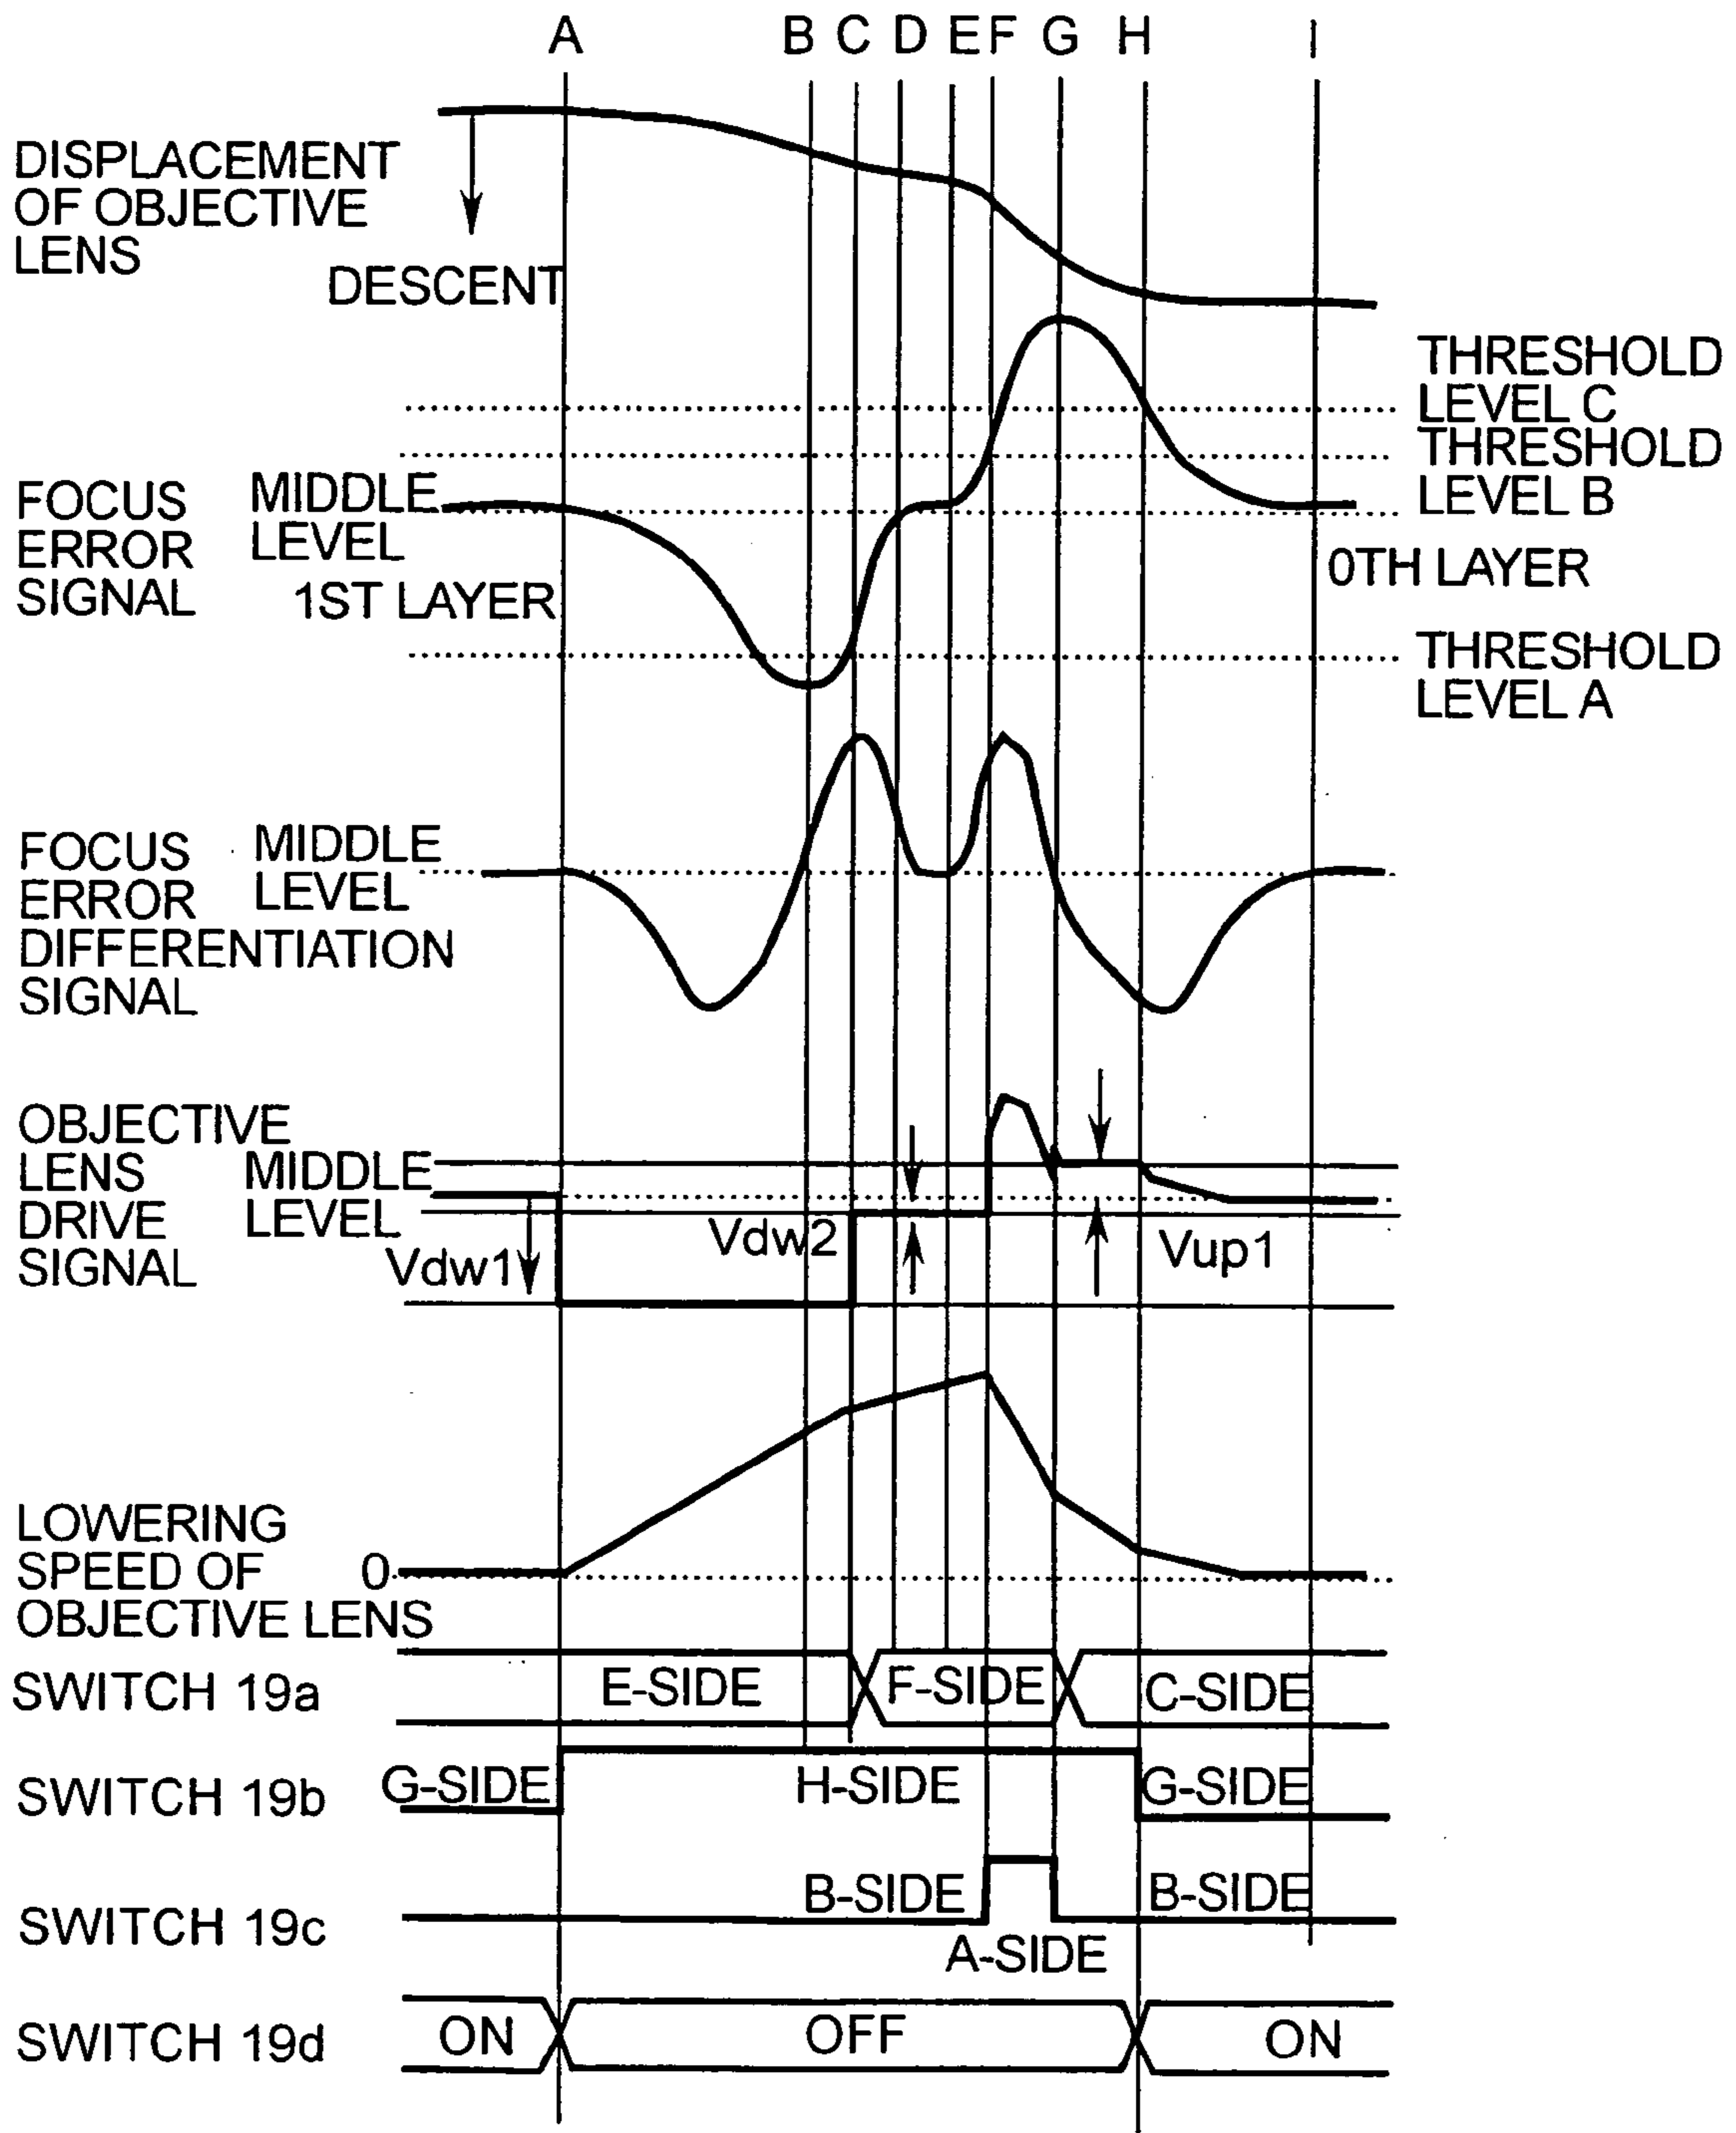 A B C D E F G H I
DISPLACEMENT
OF OBJECTIVE
LENS
DESCENT
THRESHOLD
LEVEL C
THRESHOLD
LEVEL B
FOCUS
ERROR
SIGNAL
MIDDLE
LEVEL
1ST LAYER
0TH LAYER
THRESHOLD
LEVEL A
FOCUS
ERROR
DIFFERENTIATION
SIGNAL
MIDDLE
LEVEL
OBJECTIVE
LENS
DRIVE
SIGNAL
MIDDLE
LEVEL
Vdw1
Vdw2
Vup1
LOWERING
SPEED OF
OBJECTIVE LENS
0
SWITCH 19a
E-SIDE
F-SIDE
C-SIDE
SWITCH 19b
G-SIDE
H-SIDE
G-SIDE
SWITCH 19c
B-SIDE
A-SIDE
B-SIDE
SWITCH 19d
ON
OFF
ON